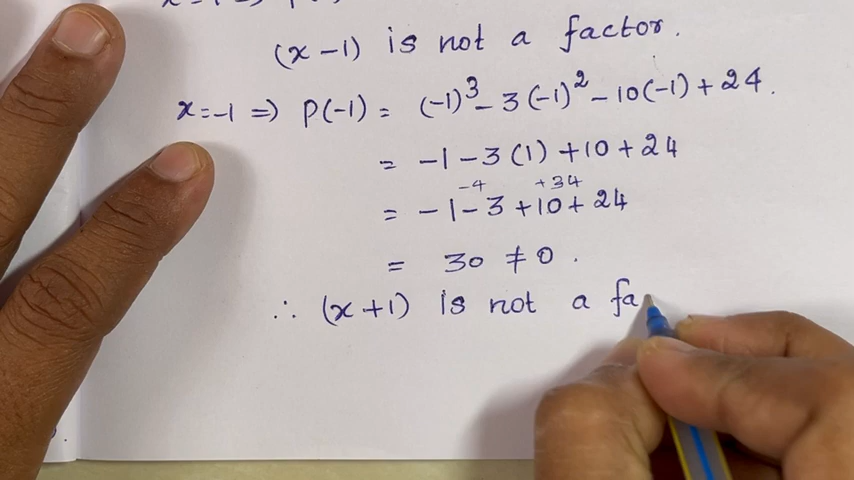 (x-1) is not a factor.
x=-1 ⇒ P(-1) = (-1)³ - 3(-1)² - 10(-1) + 24.
= -1 - 3(1) + 10 + 24
-4 +34
= -1 - 3 + 10 + 24
= 30 ≠ 0.
∴ (x+1) is not a fa